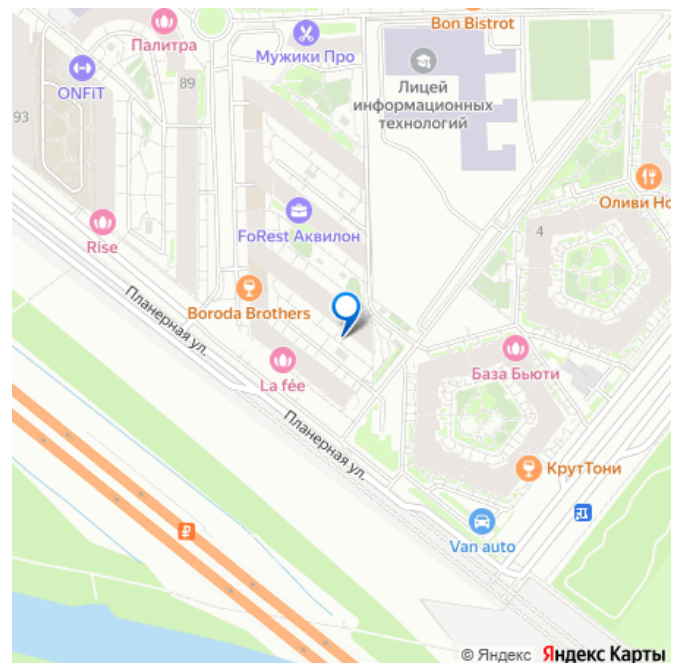 Bon Bistrot
Палитра
Мужики Про
ONFiT
89
Лицей
информационных
технологий
93
Оливи Но
FoRest Аквилон
4
Rise
Boroda Brothers
Планерная ул.
La fée
База Бьюти
Планерная ул.
КрутТони
Van auto
© Яндекс Яндекс Карты